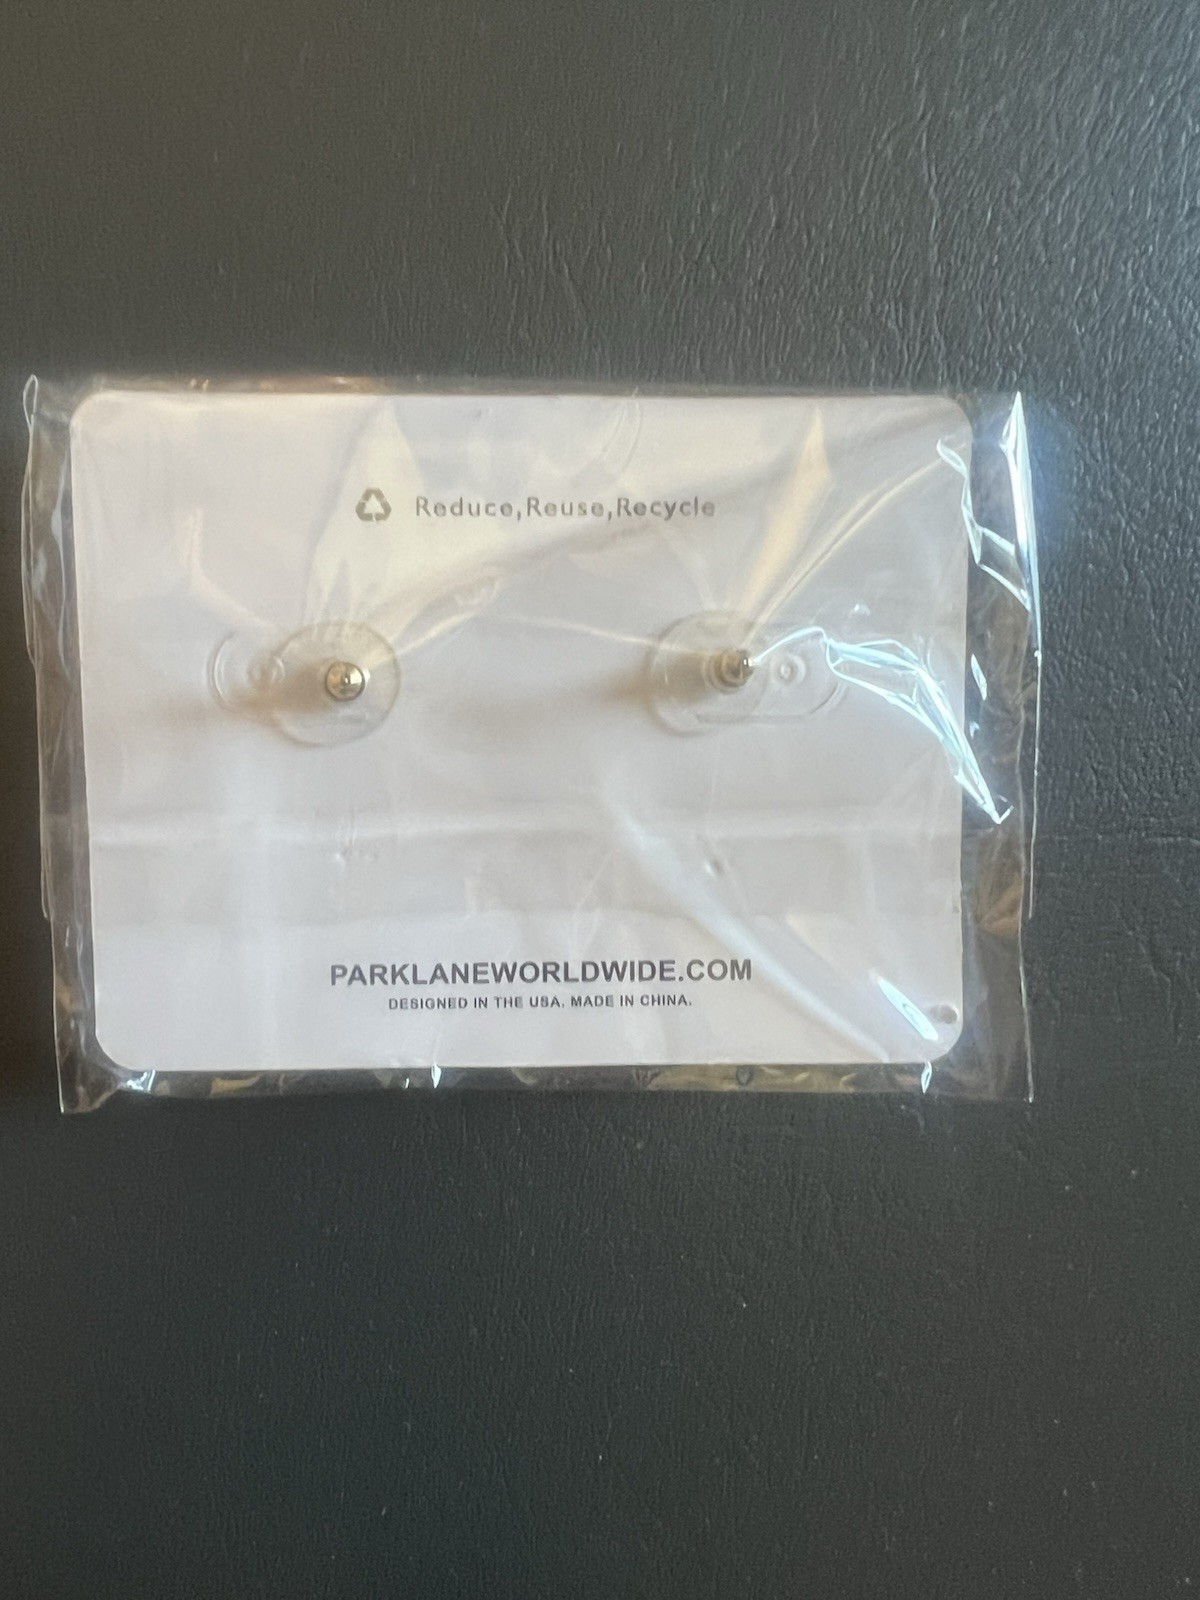 Reduce,Reuse,Recycle
PARKLANEWORLDWIDE.COM
DESIGNED IN THE USA. MADE IN CHINA.